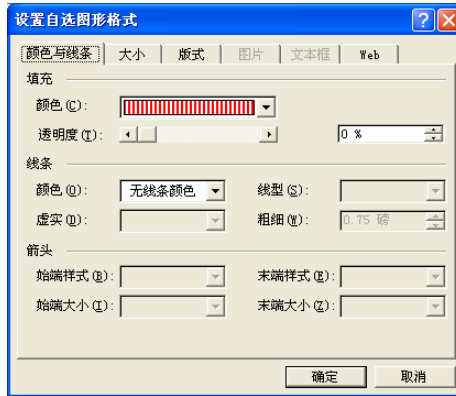 设置自选图形格式
颜色与线条 大小 版式 图片 文本框 Web
填充
颜色(C):
透明度(T): 0 %
线条
颜色(O): 无线条颜色 线型(S):
虚实(D): 粗细(W): 0.75 磅
箭头
始端样式(B): 末端样式(E):
始端大小(I): 末端大小(Z):
确定 取消